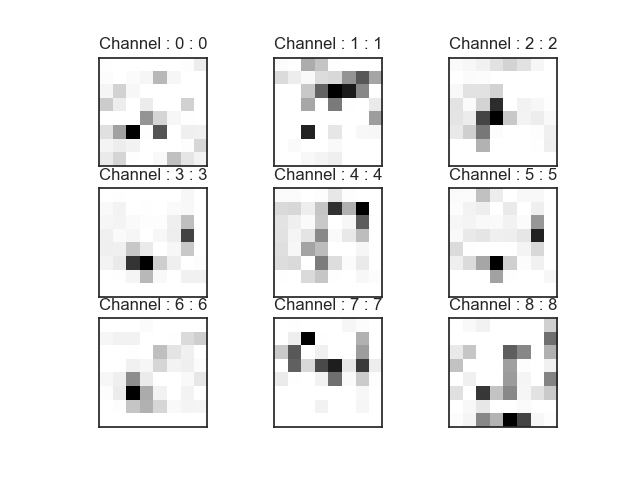 Channel : 0 : 0
Channel : 1 : 1
Channel : 2 : 2
Channel : 3 : 3
Channel : 4 : 4
Channel : 5 : 5
Channel : 6 : 6
Channel : 7 : 7
Channel : 8 : 8